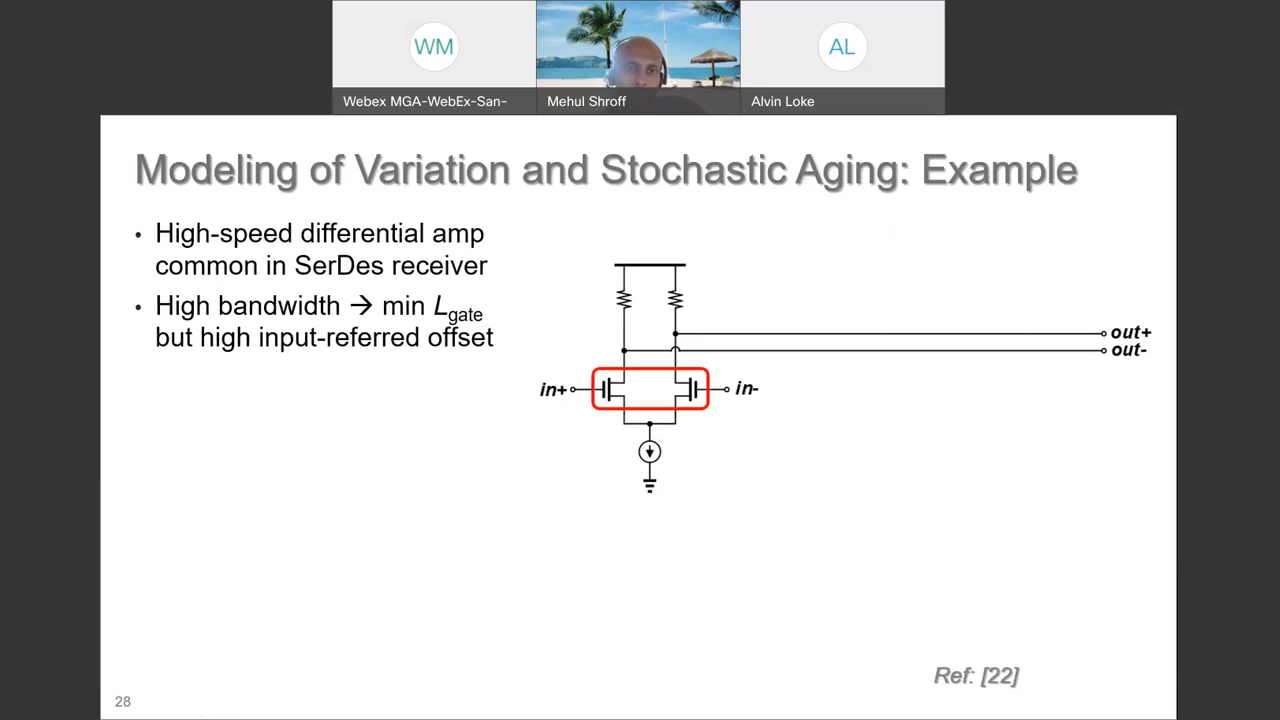 WM
AL
Webex MGA-WebEx-San-
Mehul Shroff
Alvin Loke
Modeling of Variation and Stochastic Aging: Example
• High-speed differential amp
common in SerDes receiver
• High bandwidth → min Lgate
but high input-referred offset
out+
out-
in+
in-
Ref: [22]
28